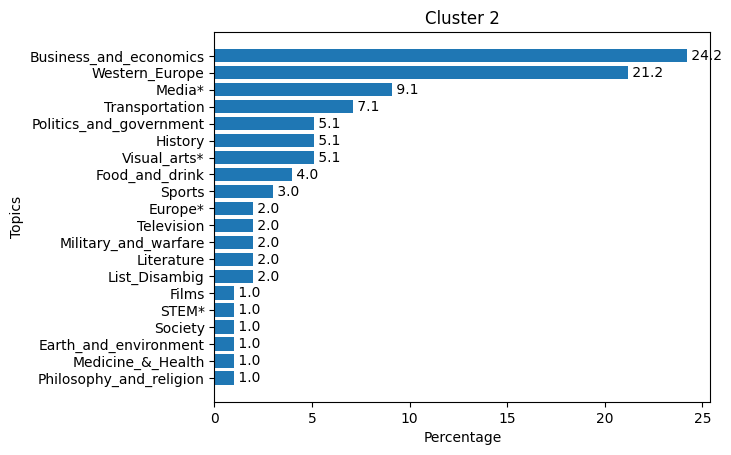 Cluster 2
Topics
Business_and_economics 24.2
Western_Europe 21.2
Media* 9.1
Transportation 7.1
Politics_and_government 5.1
History 5.1
Visual_arts* 5.1
Food_and_drink 4.0
Sports 3.0
Europe* 2.0
Television 2.0
Military_and_warfare 2.0
Literature 2.0
List_Disambig 2.0
Films 1.0
STEM* 1.0
Society 1.0
Earth_and_environment 1.0
Medicine_&_Health 1.0
Philosophy_and_religion 1.0
0 5 10 15 20 25
Percentage